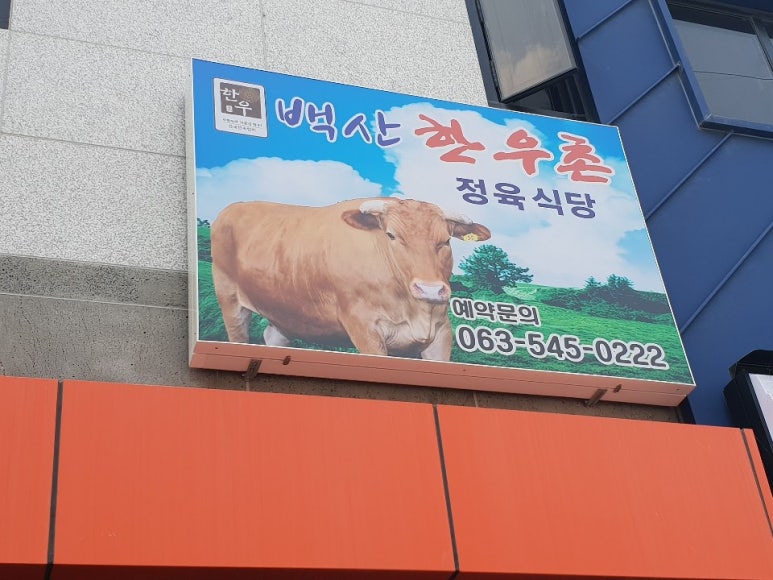 한우
백산 한우촌
정육식당
예약문의
063-545-0222